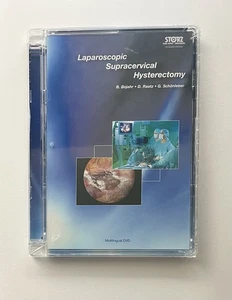 STORZ
Laparoscopic
Supracervical
Hysterectomy
B. Bojahr • D. Raatz • G. Schönleber
Multilingual DVD